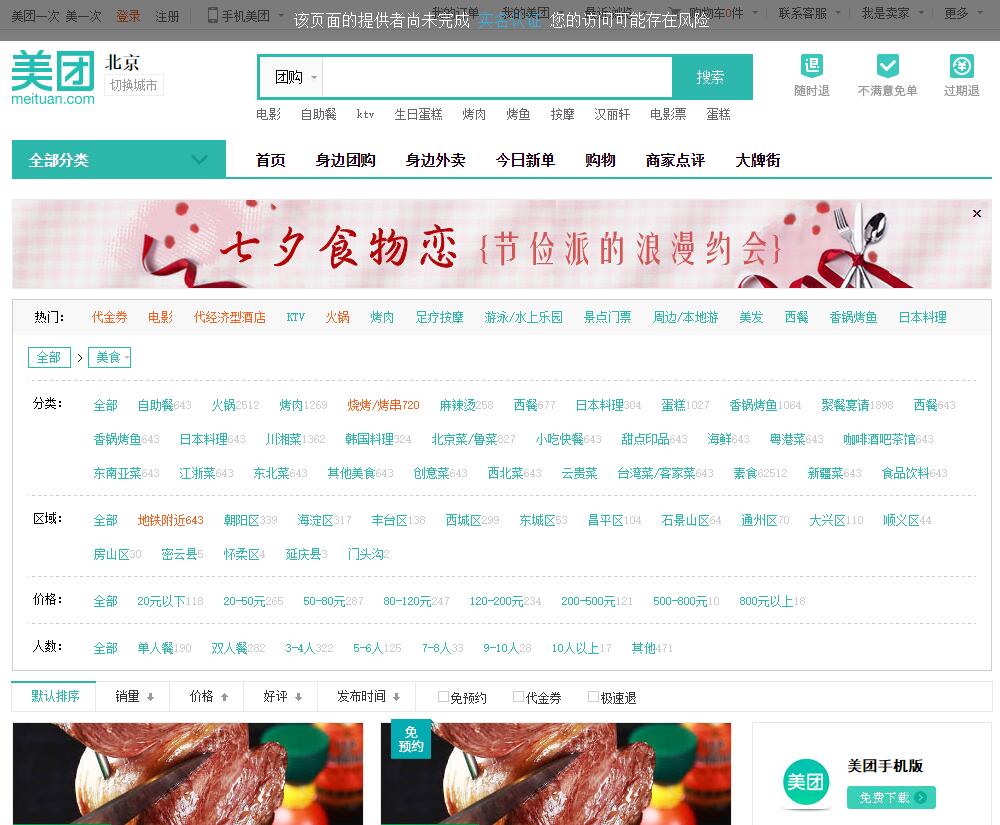 美团一次 美一次 登录 注册 手机美团 我的订单 我的美团 最近浏览 购物车0件 联系客服 我是卖家 更多
该页面的提供者尚未完成 实名认证 您的访问可能存在风险
美团 北京
meituan.com 切换城市
团购 搜索
随时退 不满意免单 过期退
电影 自助餐 ktv 生日蛋糕 烤肉 烤鱼 按摩 汉丽轩 电影票 蛋糕
全部分类 首页 身边团购 身边外卖 今日新单 购物 商家点评 大牌街
七夕食物恋 {节俭派的浪漫约会}
热门: 代金券 电影 代经济型酒店 KTV 火锅 烤肉 足疗按摩 游泳/水上乐园 景点门票 周边/本地游 美发 西餐 香锅烤鱼 日本料理
全部 > 美食
分类: 全部 自助餐643 火锅2512 烤肉1269 烧烤/烤串720 麻辣烫258 西餐677 日本料理304 蛋糕1027 香锅烤鱼1064 聚餐宴请1898 西餐643
香锅烤鱼643 日本料理643 川湘菜1362 韩国料理324 北京菜/鲁菜827 小吃快餐643 甜点印品643 海鲜643 粤港菜643 咖啡酒吧茶馆643
东南亚菜643 江浙菜643 东北菜643 其他美食643 创意菜643 西北菜643 云贵菜 台湾菜/客家菜643 素食62512 新疆菜643 食品饮料643
区域: 全部 地铁附近643 朝阳区339 海淀区317 丰台区138 西城区299 东城区53 昌平区104 石景山区64 通州区70 大兴区110 顺义区44
房山区30 密云县5 怀柔区4 延庆县3 门头沟2
价格: 全部 20元以下118 20-50元265 50-80元287 80-120元247 120-200元234 200-500元121 500-800元10 800元以上18
人数: 全部 单人餐190 双人餐282 3-4人322 5-6人125 7-8人33 9-10人28 10人以上17 其他471
默认排序 销量 价格 好评 发布时间 免预约 代金券 极速退
免
预约
美团 美团手机版
免费下载